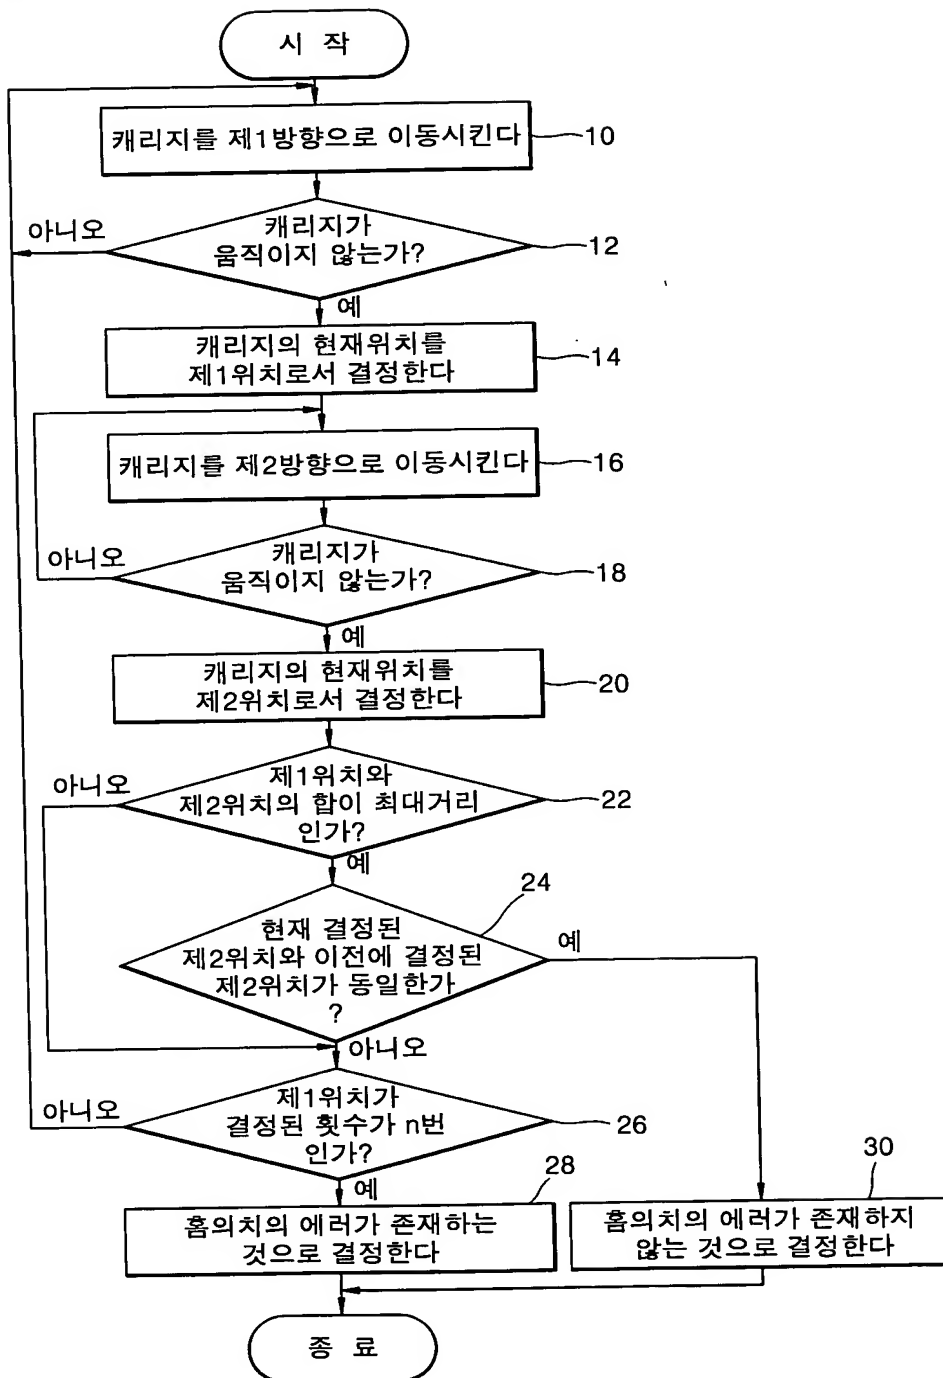 시 작
캐리지를 제1방향으로 이동시킨다
10
아니오
캐리지가
움직이지 않는가?
12
예
캐리지의 현재위치를
제1위치로서 결정한다
14
캐리지를 제2방향으로 이동시킨다
16
아니오
캐리지가
움직이지 않는가?
18
예
캐리지의 현재위치를
제2위치로서 결정한다
20
아니오
제1위치와
제2위치의 합이 최대거리
인가?
22
예
24
현재 결정된
제2위치와 이전에 결정된
제2위치가 동일한가
?
예
아니오
아니오
제1위치가
결정된 횟수가 n번
인가?
26
예
28
홈의치의 에러가 존재하는
것으로 결정한다
30
홈의치의 에러가 존재하지
않는 것으로 결정한다
종 료